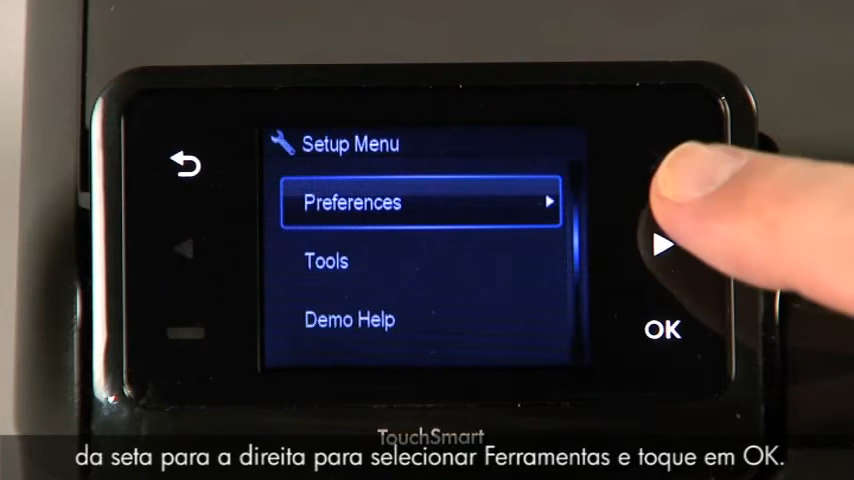 Setup Menu
Preferences
Tools
Demo Help
OK
TouchSmart
da seta para a direita para selecionar Ferramentas e toque em OK.